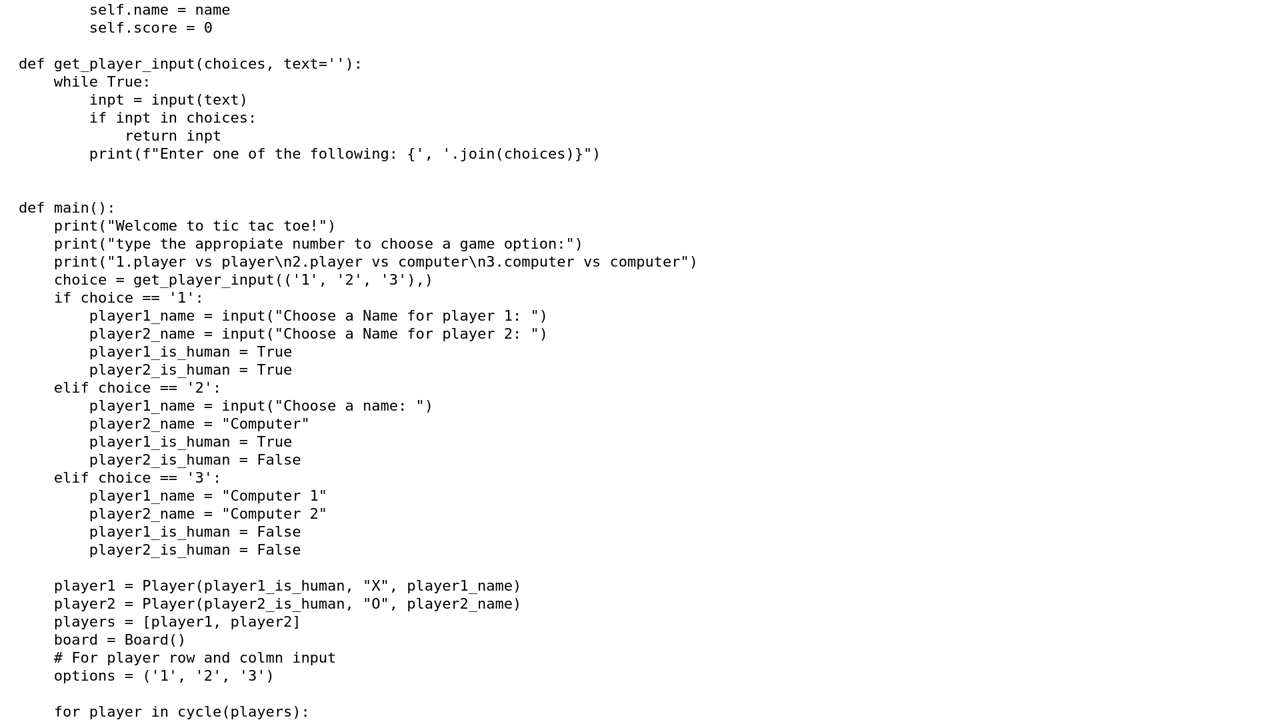 self.name = name
        self.score = 0

def get_player_input(choices, text=''):
    while True:
        inpt = input(text)
        if inpt in choices:
            return inpt
        print(f"Enter one of the following: {', '.join(choices)}")


def main():
    print("Welcome to tic tac toe!")
    print("type the appropiate number to choose a game option:")
    print("1.player vs player\n2.player vs computer\n3.computer vs computer")
    choice = get_player_input(('1', '2', '3'),)
    if choice == '1':
        player1_name = input("Choose a Name for player 1: ")
        player2_name = input("Choose a Name for player 2: ")
        player1_is_human = True
        player2_is_human = True
    elif choice == '2':
        player1_name = input("Choose a name: ")
        player2_name = "Computer"
        player1_is_human = True
        player2_is_human = False
    elif choice == '3':
        player1_name = "Computer 1"
        player2_name = "Computer 2"
        player1_is_human = False
        player2_is_human = False

    player1 = Player(player1_is_human, "X", player1_name)
    player2 = Player(player2_is_human, "O", player2_name)
    players = [player1, player2]
    board = Board()
    # For player row and colmn input
    options = ('1', '2', '3')

    for player in cycle(players):